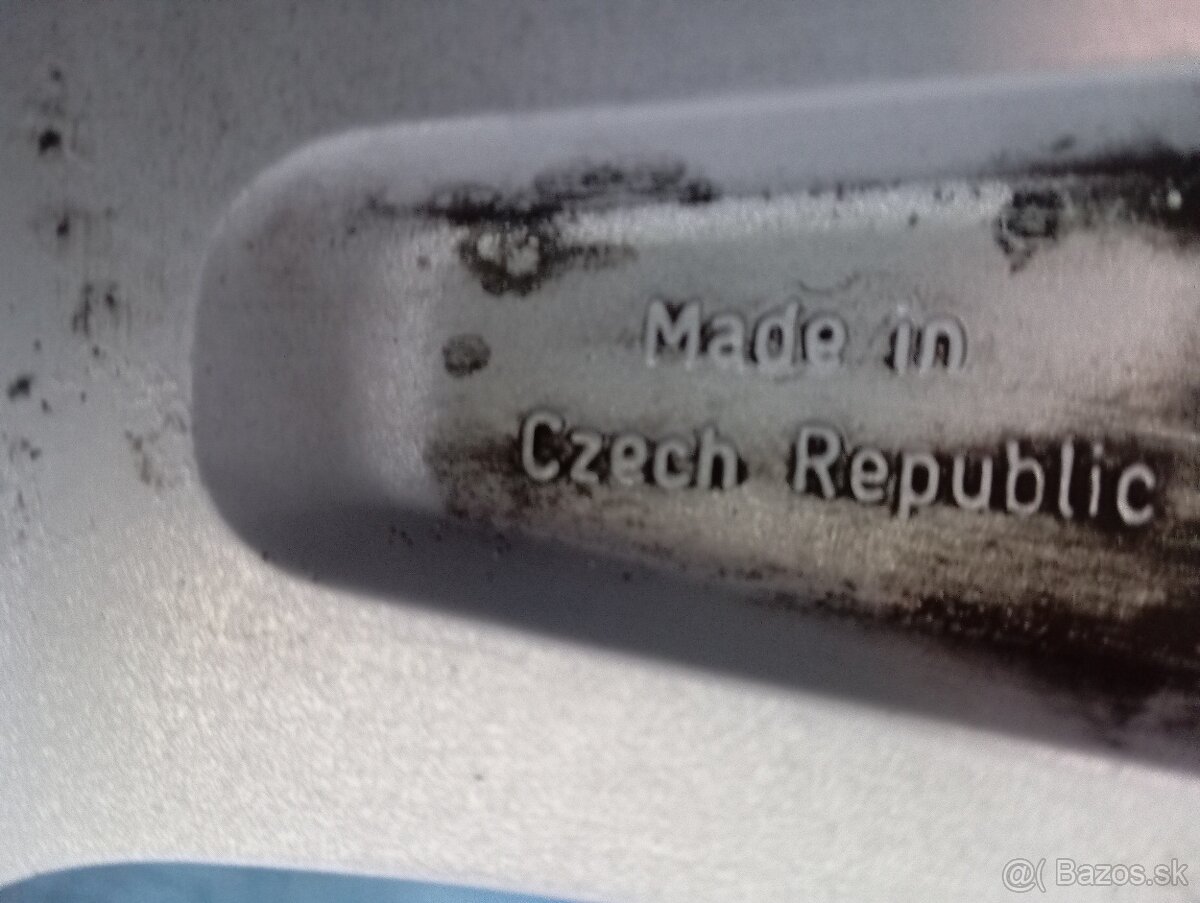 Made in
Czech Republic
@( Bazos.sk